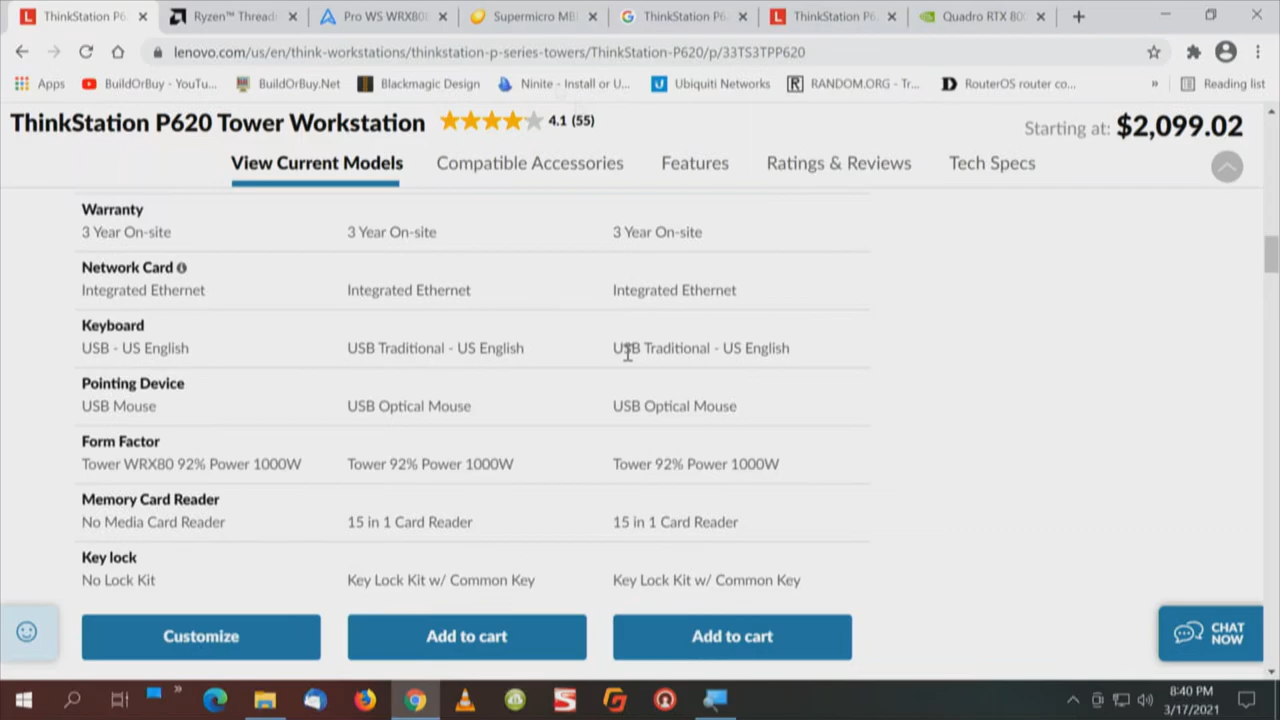 ThinkStation P6
Ryzen™ Thread
Pro WS WRX80
Supermicro MB
ThinkStation P6
ThinkStation P6
Quadro RTX 80
lenovo.com/us/en/think-workstations/thinkstation-p-series-towers/ThinkStation-P620/p/33TS3TPP620
Apps
BuildOrBuy - YouTu...
BuildOrBuy.Net
Blackmagic Design
Ninite - Install or U...
Ubiquiti Networks
RANDOM.ORG - Tr...
RouterOS router co...
»
Reading list
ThinkStation P620 Tower Workstation 4.1 (55)
Starting at: $2,099.02
View Current Models Compatible Accessories Features Ratings & Reviews Tech Specs
Warranty
3 Year On-site 3 Year On-site 3 Year On-site
Network Card
Integrated Ethernet Integrated Ethernet Integrated Ethernet
Keyboard
USB - US English USB Traditional - US English USB Traditional - US English
Pointing Device
USB Mouse USB Optical Mouse USB Optical Mouse
Form Factor
Tower WRX80 92% Power 1000W Tower 92% Power 1000W Tower 92% Power 1000W
Memory Card Reader
No Media Card Reader 15 in 1 Card Reader 15 in 1 Card Reader
Key lock
No Lock Kit Key Lock Kit w/ Common Key Key Lock Kit w/ Common Key
Customize Add to cart Add to cart
CHAT
NOW
8:40 PM
3/17/2021